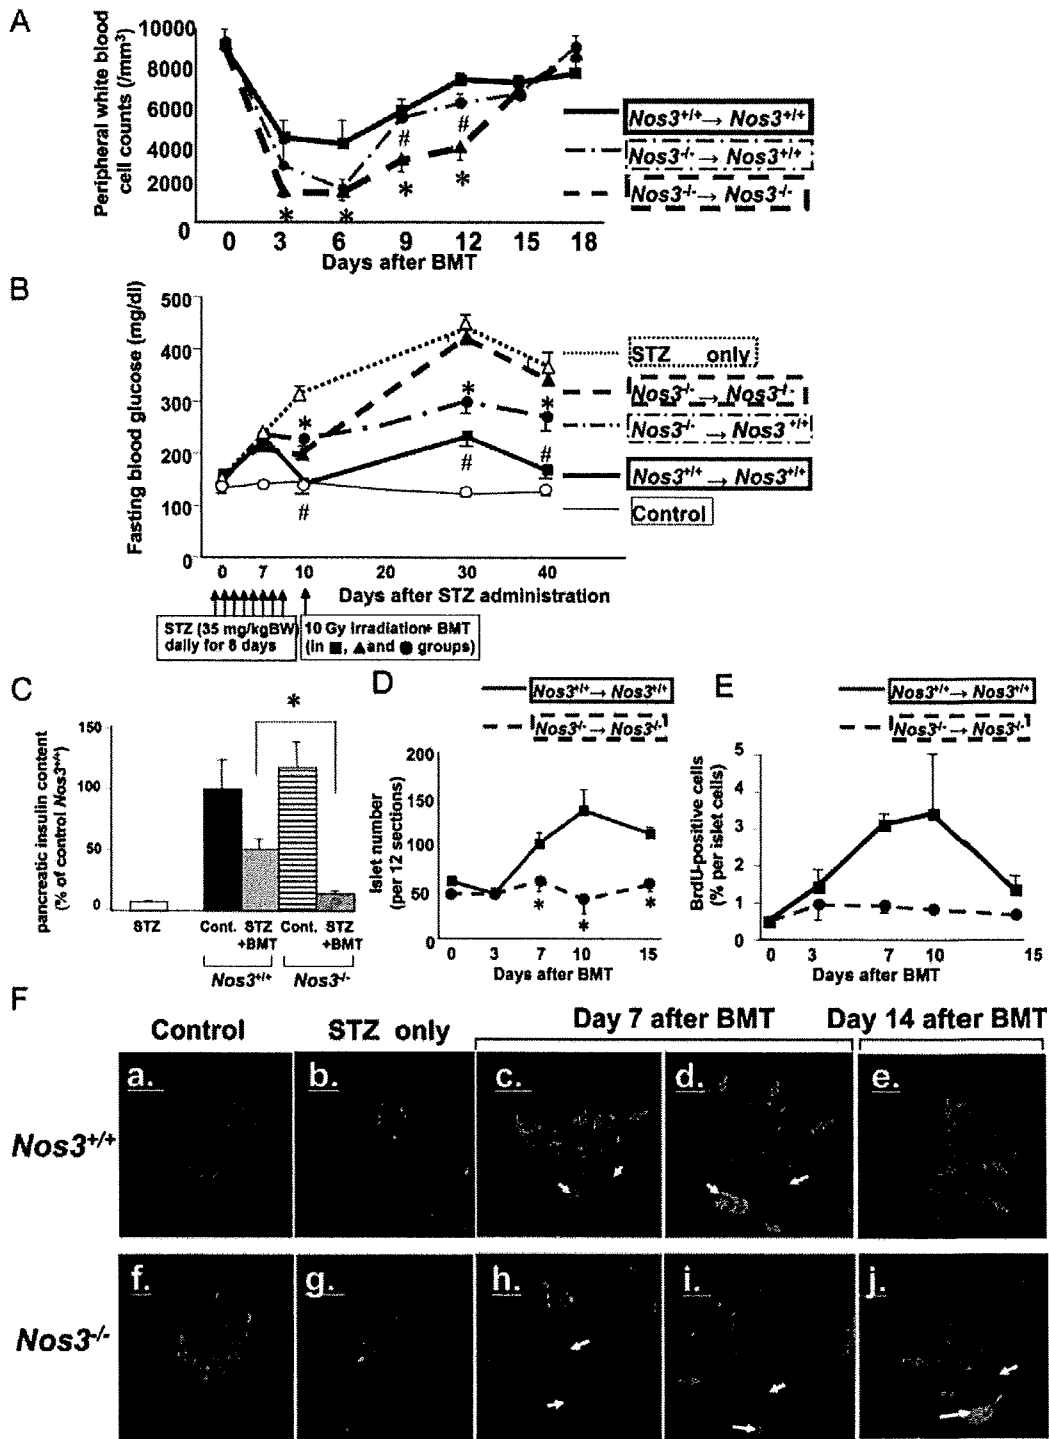 A
Peripheral white blood
cell counts (/mm³)
10000
8000
6000
4000
2000
0
#
#
*
*
*
*
0 3 6 9 12 15 18
Days after BMT
Nos3+/+→ Nos3+/+
Nos3-/-→ Nos3+/+
Nos3-/-→ Nos3-/-
B
Fasting blood glucose (mg/dl)
500
400
300
200
100
0
*
*
*
#
#
#
0 7 10 20 30 40
Days after STZ administration
STZ (35 mg/kgBW)
daily for 8 days
10 Gy irradiation+ BMT
(in ■, ▲and ● groups)
STZ only
Nos3-/-→ Nos3-/-
Nos3-/- → Nos3+/+
Nos3+/+→ Nos3+/+
Control
C
pancreatic insulin content
(% of control Nos3+/+)
150
100
50
0
*
STZ
Cont. STZ +BMT Cont. STZ +BMT
Nos3+/+ Nos3-/-
D
Nos3+/+→ Nos3+/+
Nos3-/-→ Nos3-/-
Islet number
(per 12 sections)
200
150
100
50
0
*
*
*
0 3 7 10 15
Days after BMT
E
Nos3+/+→ Nos3+/+
Nos3-/-→ Nos3-/-
BrdU-positive cells
(% per islet cells)
5
4
3
2
1
0
0 3 7 10 15
Days after BMT
F
Control STZ only Day 7 after BMT Day 14 after BMT
Nos3+/+
a. b. c. d. e.
Nos3-/-
f. g. h. i. j.